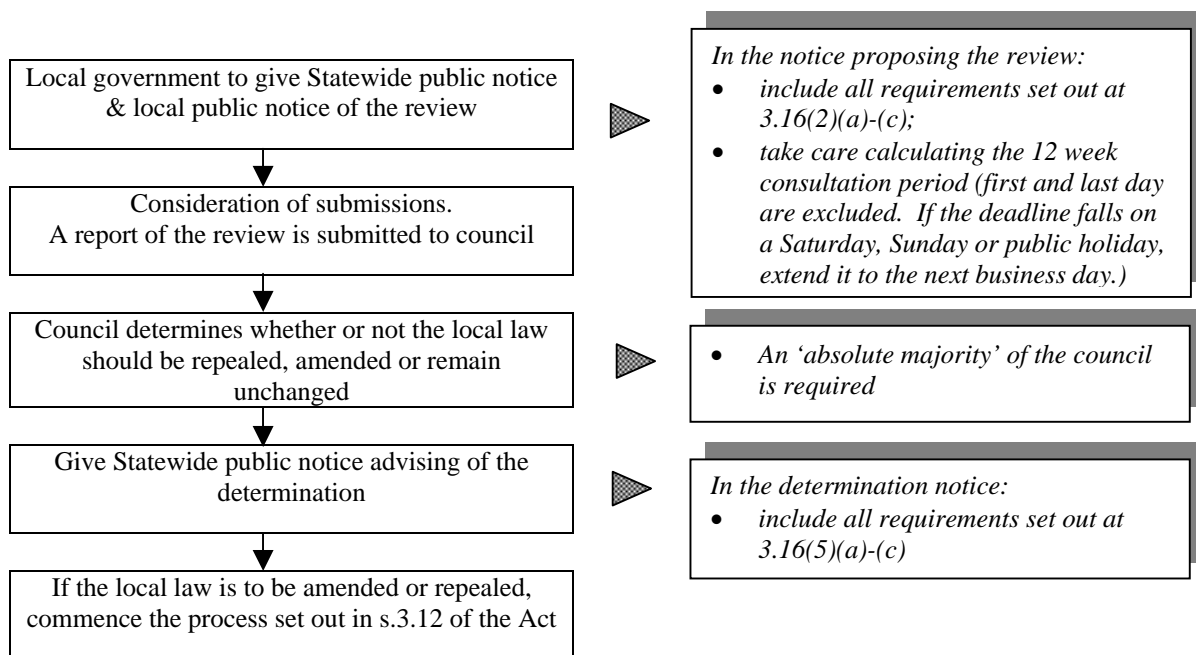 Local government to give Statewide public notice
& local public notice of the review
In the notice proposing the review:
• include all requirements set out at
3.16(2)(a)-(c);
• take care calculating the 12 week
consultation period (first and last day
are excluded. If the deadline falls on
a Saturday, Sunday or public holiday,
extend it to the next business day.)
Consideration of submissions.
A report of the review is submitted to council
Council determines whether or not the local law
should be repealed, amended or remain
unchanged
• An ‘absolute majority’ of the council
is required
Give Statewide public notice advising of the
determination
In the determination notice:
• include all requirements set out at
3.16(5)(a)-(c)
If the local law is to be amended or repealed,
commence the process set out in s.3.12 of the Act